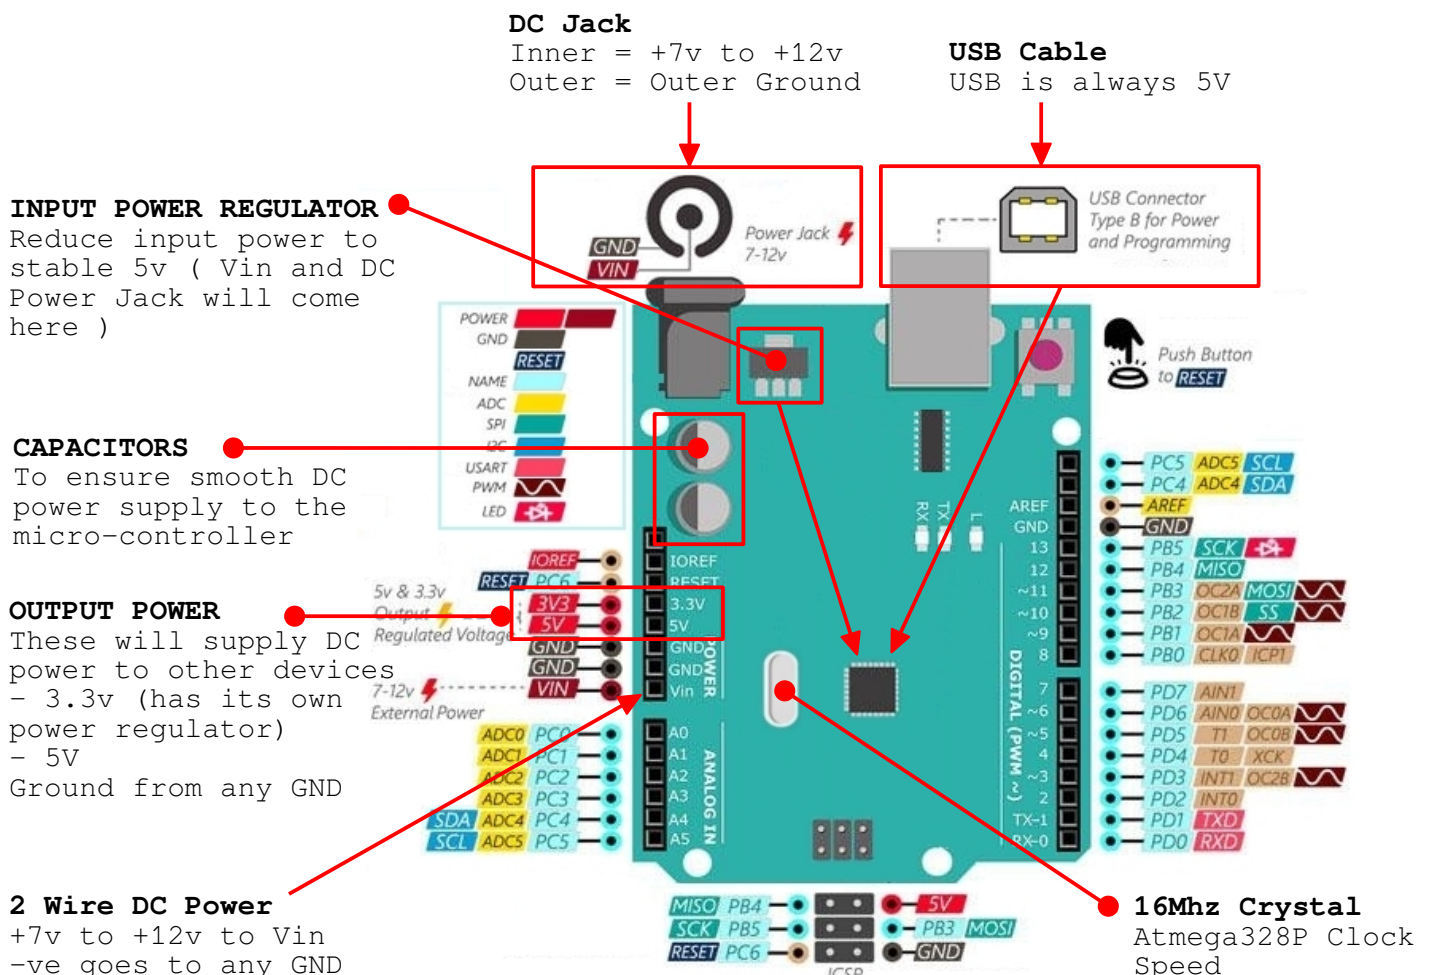 DC Jack
Inner = +7v to +12v
Outer = Outer Ground
USB Cable
USB is always 5V
INPUT POWER REGULATOR
Reduce input power to
stable 5v ( Vin and DC
Power Jack will come
here )
GND
VIN
Power Jack
7-12v
USB Connector
Type B for Power
and Programming
POWER
GND
RESET
NAME
ADC
SPI
I2C
USART
PWM
LED
Push Button
to RESET
CAPACITORS
To ensure smooth DC
power supply to the
micro-controller
OUTPUT POWER
These will supply DC
power to other devices
- 3.3v (has its own
power regulator)
- 5V
Ground from any GND
5v & 3.3v
Output
Regulated Voltage
7-12v
External Power
IOREF
RESET PC6
3V3
5V
GND
GND
VIN
ADC0 PC0
ADC1 PC1
ADC2 PC2
ADC3 PC3
SDA ADC4 PC4
SCL ADC5 PC5
IOREF
RESET
3.3V
5V
GND
GND
Vin
POWER
A0
A1
A2
A3
A4
A5
ANALOG IN
RX
TX
L
AREF
GND
13
12
~11
~10
~9
8
7
~6
~5
4
~3
2
TX-1
RX-0
DIGITAL (PWM ~)
PC5 ADC5 SCL
PC4 ADC4 SDA
AREF
GND
PB5 SCK
PB4 MISO
PB3 OC2A MOSI
PB2 OC1B SS
PB1 OC1A
PB0 CLK0 ICP1
PD7 AIN1
PD6 AIN0 OC0A
PD5 T1 OC0B
PD4 T0 XCK
PD3 INT1 OC2B
PD2 INT0
PD1 TXD
PD0 RXD
2 Wire DC Power
+7v to +12v to Vin
-ve goes to any GND
MISO PB4
SCK PB5
RESET PC6
5V
PB3 MOSI
GND
ICSP
16Mhz Crystal
Atmega328P Clock
Speed